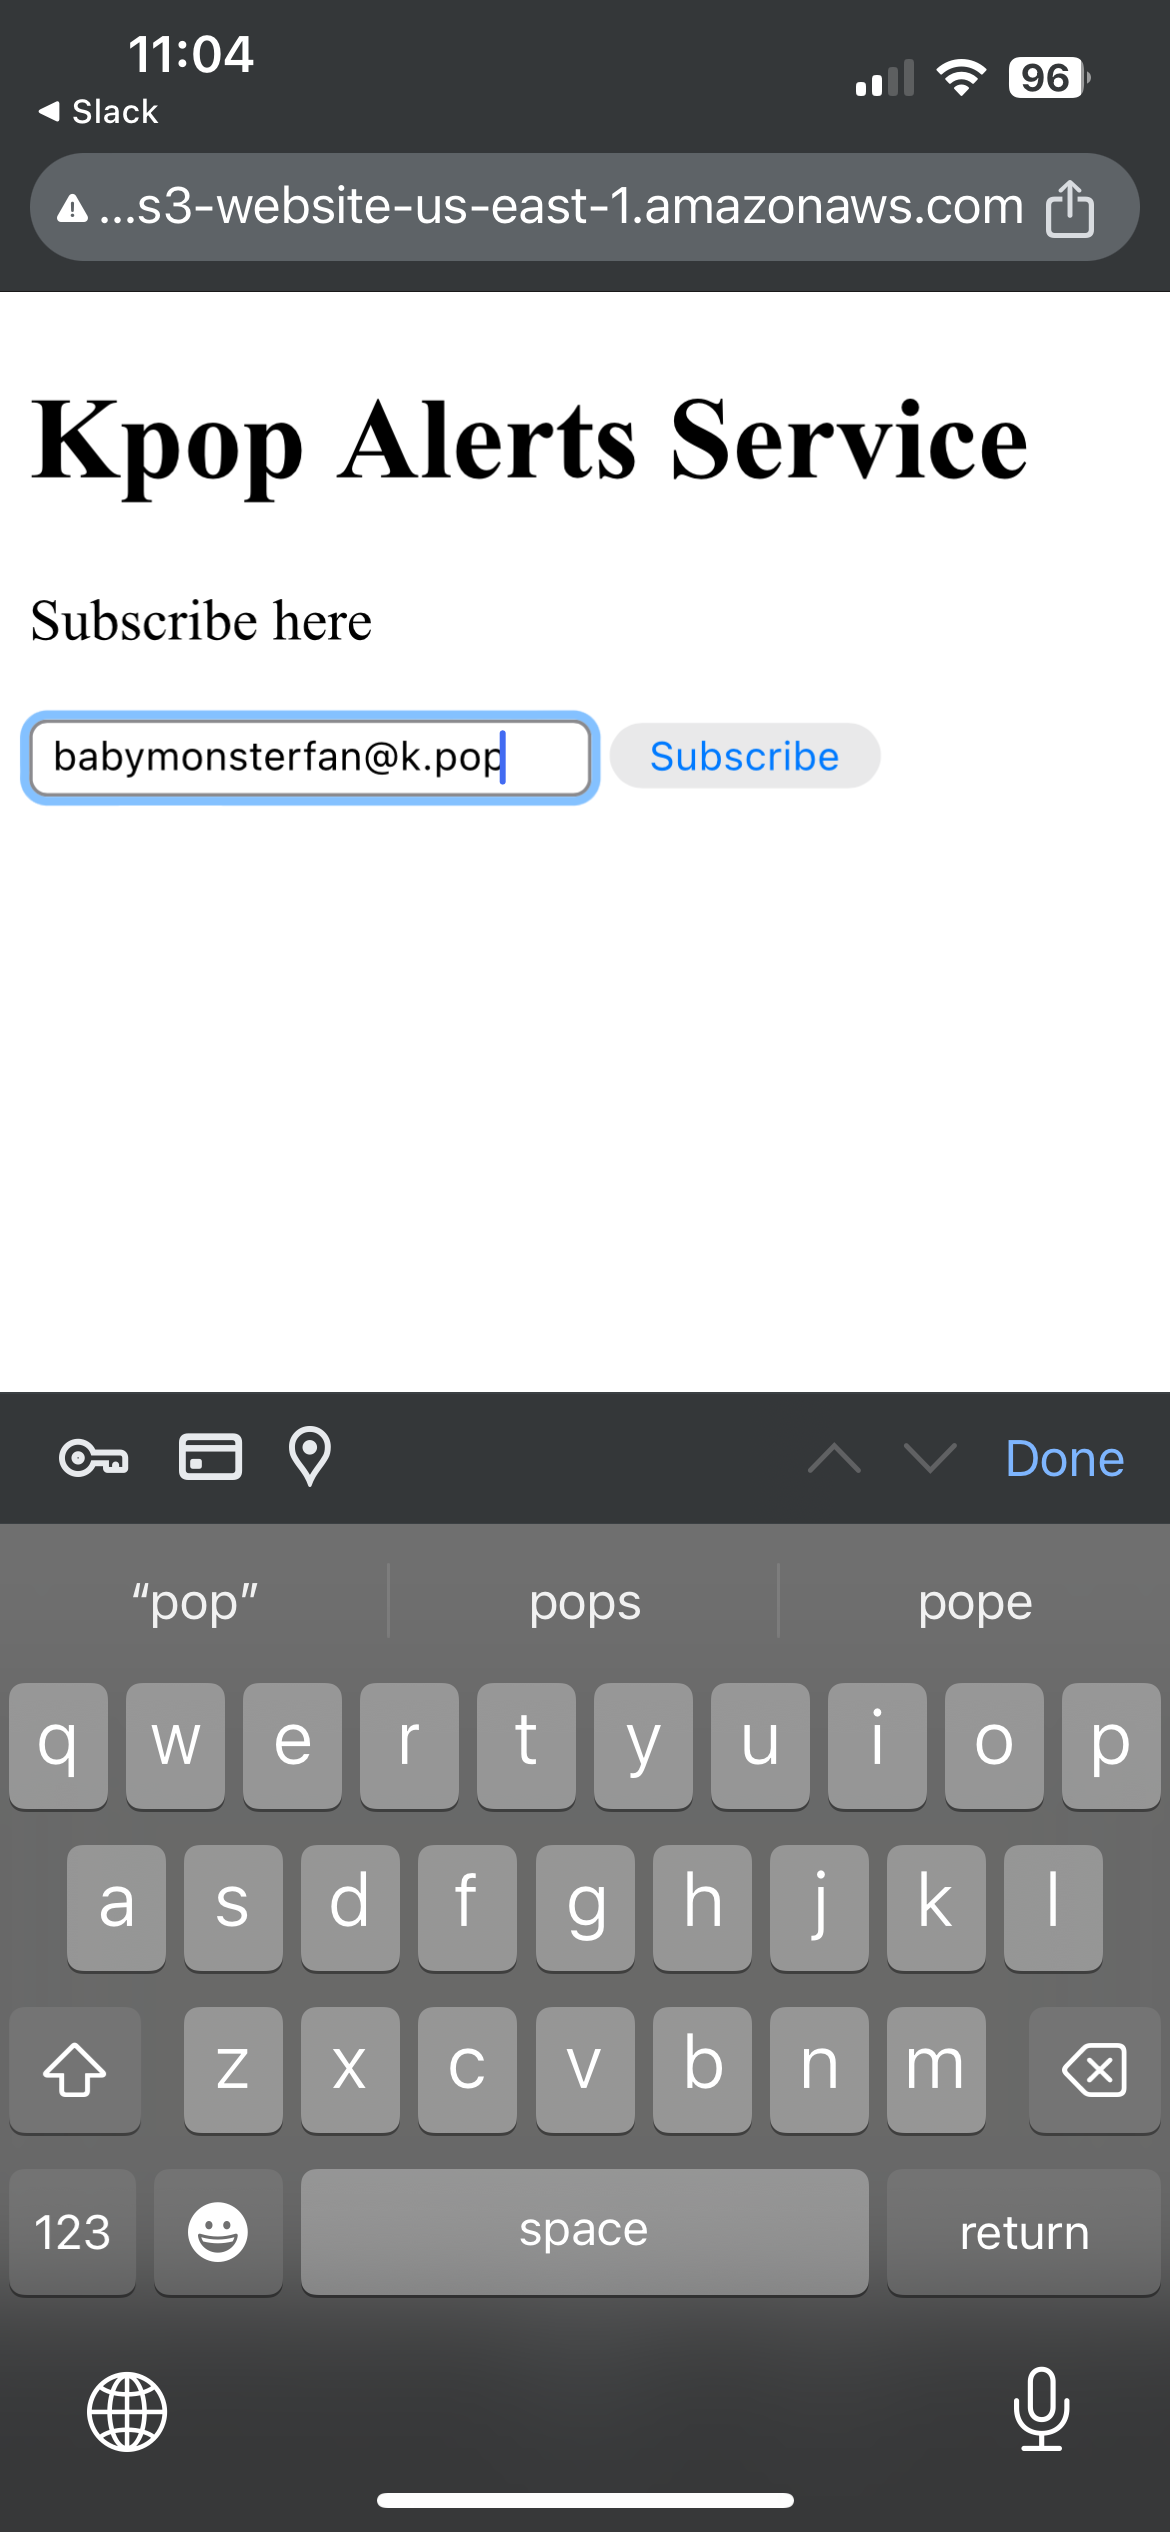 11:04
◀ Slack
96
...s3-website-us-east-1.amazonaws.com
Kpop Alerts Service
Subscribe here
babymonsterfan@k.pop Subscribe
Done
“pop” pops pope
q w e r t y u i o p
a s d f g h j k l
z x c v b n m
123 space return